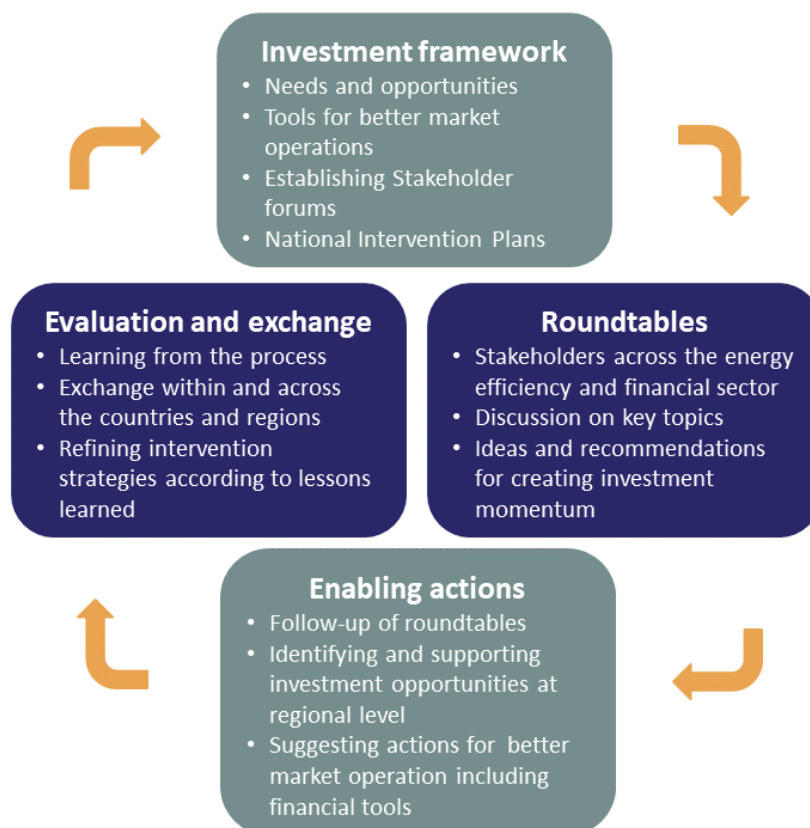 Investment framework
• Needs and opportunities
• Tools for better market
operations
• Establishing Stakeholder
forums
• National Intervention Plans
Evaluation and exchange
• Learning from the process
• Exchange within and across
the countries and regions
• Refining intervention
strategies according to lessons
learned
Roundtables
• Stakeholders across the energy
efficiency and financial sector
• Discussion on key topics
• Ideas and recommendations
for creating investment
momentum
Enabling actions
• Follow-up of roundtables
• Identifying and supporting
investment opportunities at
regional level
• Suggesting actions for better
market operation including
financial tools